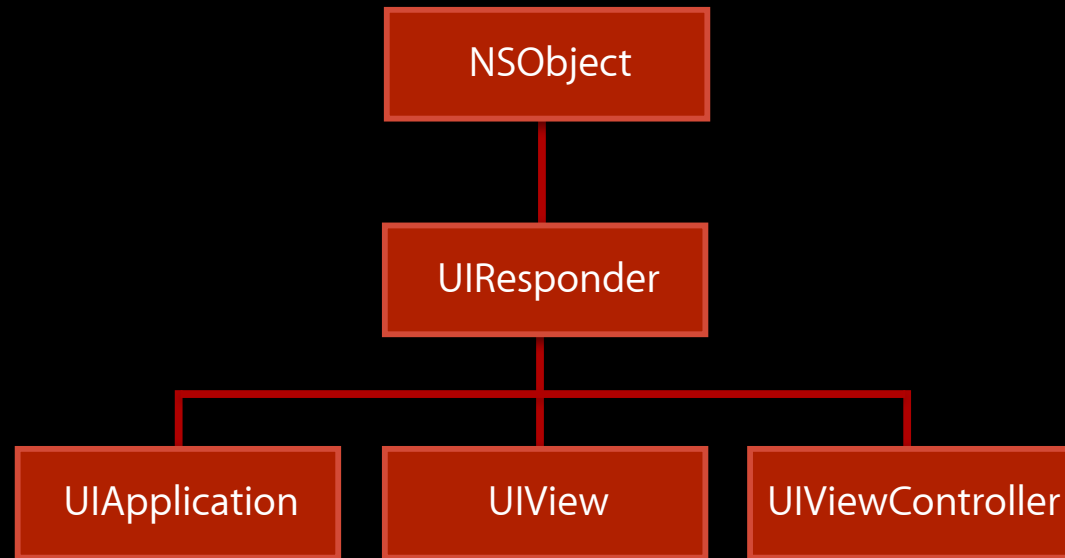 NSObject
UIResponder
UIApplication
UIView
UIViewController